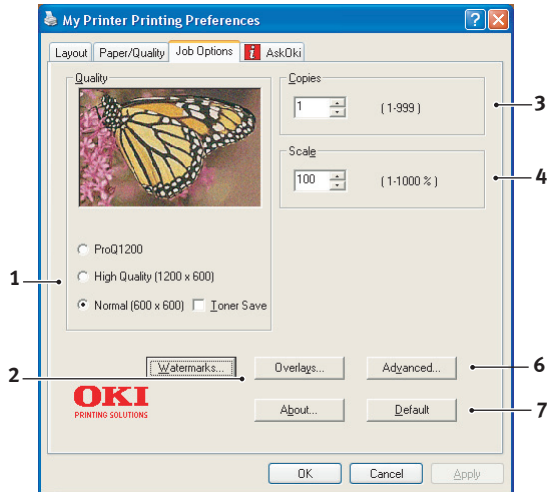 My Printer Printing Preferences
Layout Paper/Quality Job Options i AskOki
Quality
Copies
1 (1-999)
3
Scale
100 (1-1000 %)
4
ProQ1200
High Quality (1200 x 600)
1
Normal (600 x 600) Toner Save
Watermarks... Overlays... Advanced...
6
2
OKI
PRINTING SOLUTIONS
About... Default
7
OK Cancel Apply